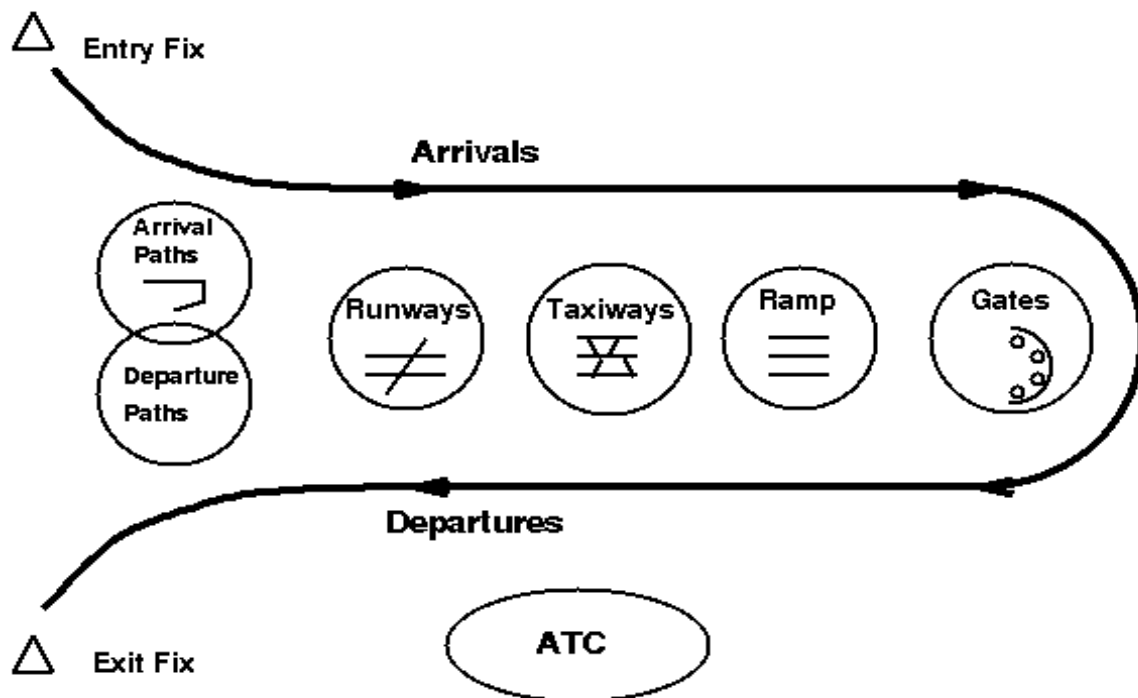 Entry Fix
Arrivals
Arrival
Paths
Runways
Taxiways
Ramp
Gates
Departure
Paths
Departures
ATC
Exit Fix